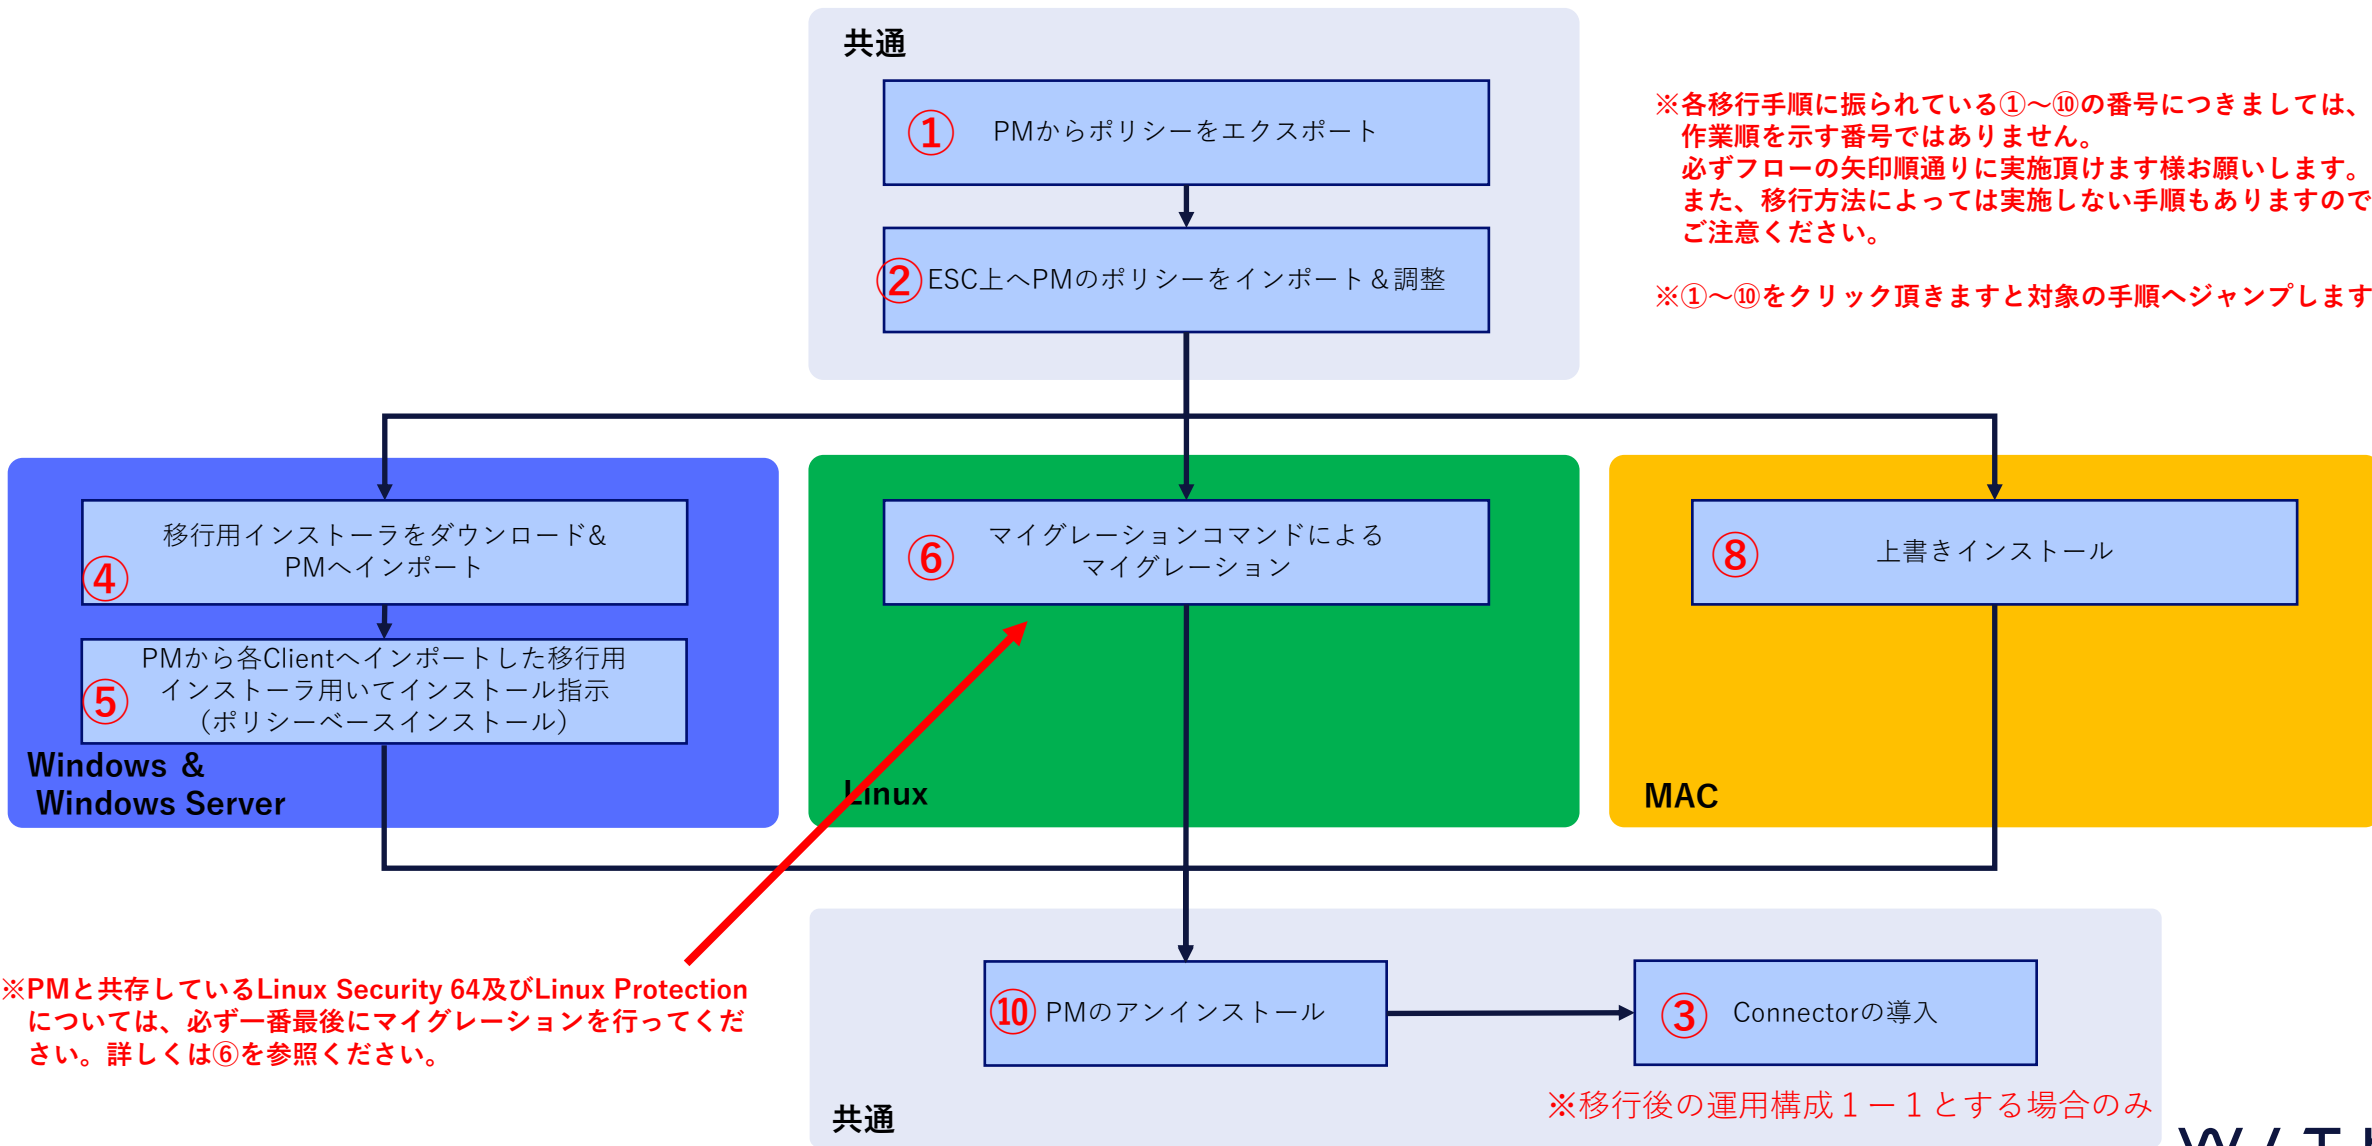 共通
① PMからポリシーをエクスポート
② ESC上へPMのポリシーをインポート＆調整
※各移行手順に振られている①～⑩の番号につきましては、
作業順を示す番号ではありません。
必ずフローの矢印順通りに実施頂けます様お願いします。
また、移行方法によっては実施しない手順もありますので
ご注意ください。
※①～⑩をクリック頂きますと対象の手順へジャンプします
移行用インストーラをダウンロード&
PMへインポート
④
PMから各Clientへインポートした移行用
インストーラ用いてインストール指示
（ポリシーベースインストール）
⑤
Windows ＆
Windows Server
マイグレーションコマンドによる
マイグレーション
⑥
Linux
⑧ 上書きインストール
MAC
※PMと共存しているLinux Security 64及びLinux Protection
については、必ず一番最後にマイグレーションを行ってくだ
さい。詳しくは⑥を参照ください。
⑩ PMのアンインストール
③ Connectorの導入
※移行後の運用構成１ー１とする場合のみ
共通